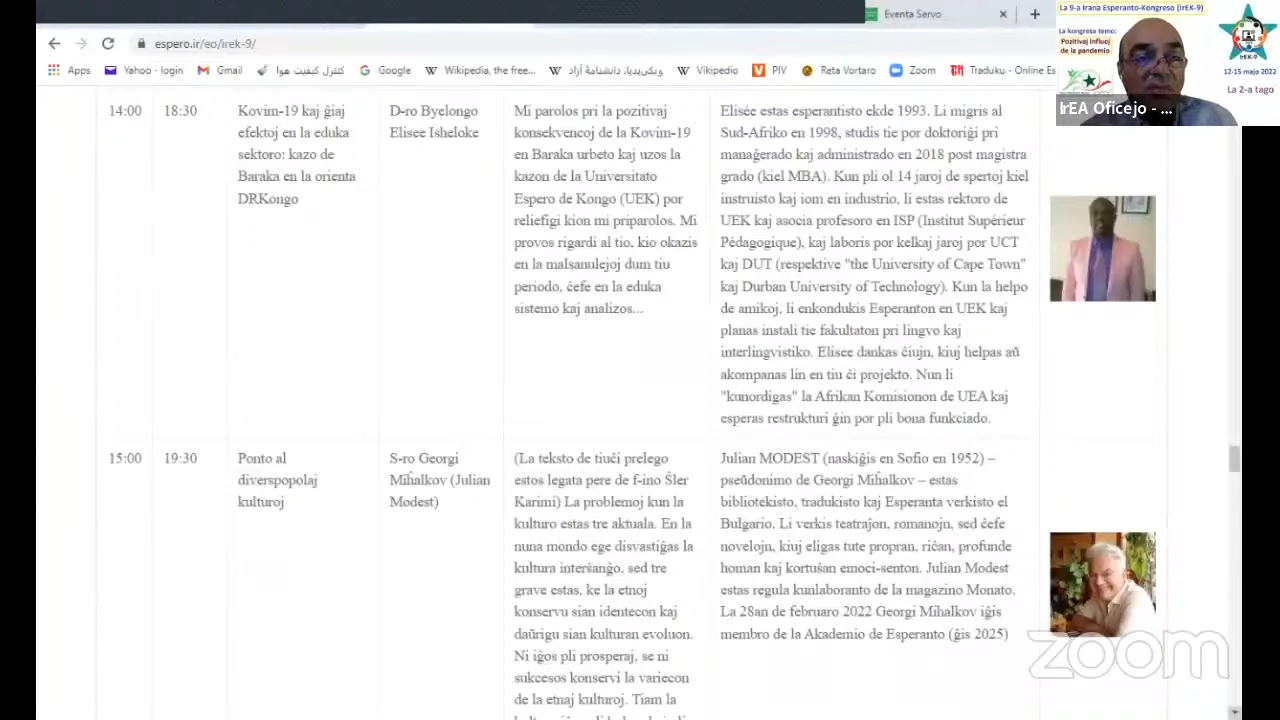 Eventa Servo
espero.ir/eo/irek-9/
Apps
Yahoo - login
Gmail
کنترل کیفیت هوا
Google
Wikipedia, the free...
ویکی‌پدیا، دانشنامهٔ آزاد
Vikipedio
PIV
Reta Vortaro
Zoom
Traduku - Online Es
La 9-a Irana Esperanto-Kongreso (IrEK-9)
La kongresa temo:
Pozitivaj influoj
de la pandemio
IrEK-9
12-15 majo 2022
La 2-a tago
IrEA Oficejo - ...
14:00
18:30
Kovim-19 kaj ĝiaj
efektoj en la eduka
sektoro: kazo de
Baraka en la orienta
DRKongo
D-ro Byelongo
Elisee Isheloke
Mi parolos pri la pozitivaj
konsekvencoj de la Kovim-19
en Baraka urbeto kaj uzos la
kazon de la Universitato
Espero de Kongo (UEK) por
reliefigi kion mi priparolos. Mi
provos rigardi al tio, kio okazis
en la malsanulejoj dum tiu
periodo, ĉefe en la eduka
sistemo kaj analizos...
Elisée estas esperantisto ekde 1993. Li migris al
Sud-Afriko en 1998, studis tie por doktoriĝi pri
manaĝerado kaj administrado en 2018 post magistra
grado (kiel MBA). Kun pli ol 14 jaroj de spertoj kiel
instruisto kaj iom en industrio, li estas rektoro de
UEK kaj asocia profesoro en ISP (Institut Supérieur
Pédagogique), kaj laboris por kelkaj jaroj por UCT
kaj DUT (respektive "the University of Cape Town"
kaj Durban University of Technology). Kun la helpo
de amikoj, li enkondukis Esperanton en UEK kaj
planas instali tie fakultaton pri lingvo kaj
interlingvistiko. Elisee dankas ĉiujn, kiuj helpas aŭ
akompanas lin en tiu ĉi projekto. Nun li
"kunordigas" la Afrikan Komisionon de UEA kaj
esperas restrukturi ĝin por pli bona funkciado.
15:00
19:30
Ponto al
diverspopolaj
kulturoj
S-ro Georgi
Miĥalkov (Julian
Modest)
(La teksto de tiuĉi prelego
estos legata pere de f-ino Ŝler
Karimi) La problemoj kun la
kulturo estas tre aktuala. En la
nuna mondo ege disvastiĝas la
kultura interŝanĝo, sed tre
grave estas, ke la etnoj
konservu sian identecon kaj
daŭrigu sian kulturan evoluon.
Ni iĝos pli prosperaj, se ni
sukcesos konservi la variecon
de la etnaj kulturoj. Tiam la
Julian MODEST (naskiĝis en Sofio en 1952) –
pseŭdonimo de Georgi Miĥalkov – estas
bibliotekisto, tradukisto kaj Esperanta verkisto el
Bulgario. Li verkis teatraĵon, romanojn, sed ĉefe
novelojn, kiuj eligas tute propran, riĉan, profunde
homan kaj kortuŝan emoci-senton. Julian Modest
estas regula kunlaboranto de la magazino Monato.
La 28an de februaro 2022 Georgi Mihalkov iĝis
membro de la Akademio de Esperanto (ĝis 2025)
zoom